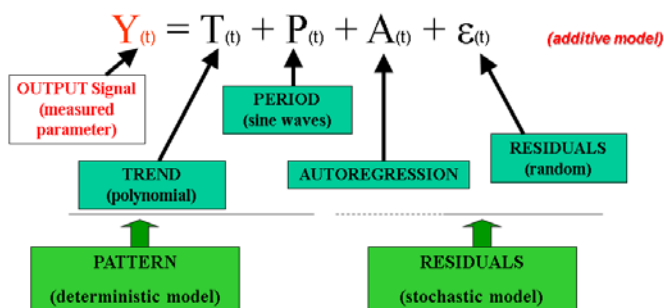 Y(t) = T(t) + P(t) + A(t) + ε(t)
(additive model)
OUTPUT Signal
(measured
parameter)
PERIOD
(sine waves)
TREND
(polynomial)
AUTOREGRESSION
RESIDUALS
(random)
PATTERN
(deterministic model)
RESIDUALS
(stochastic model)